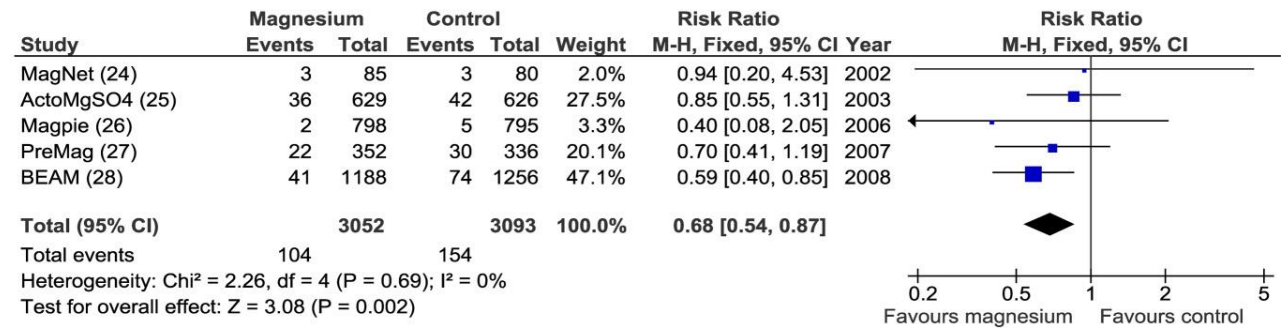 Magnesium Control Risk Ratio Risk Ratio
Study Events Total Events Total Weight M-H, Fixed, 95% CI Year M-H, Fixed, 95% CI
MagNet (24) 3 85 3 80 2.0% 0.94 [0.20, 4.53] 2002
ActoMgSO4 (25) 36 629 42 626 27.5% 0.85 [0.55, 1.31] 2003
Magpie (26) 2 798 5 795 3.3% 0.40 [0.08, 2.05] 2006
PreMag (27) 22 352 30 336 20.1% 0.70 [0.41, 1.19] 2007
BEAM (28) 41 1188 74 1256 47.1% 0.59 [0.40, 0.85] 2008
Total (95% CI) 3052 3093 100.0% 0.68 [0.54, 0.87]
Total events 104 154
Heterogeneity: Chi² = 2.26, df = 4 (P = 0.69); I² = 0%
Test for overall effect: Z = 3.08 (P = 0.002)
0.2 0.5 1 2 5
Favours magnesium Favours control